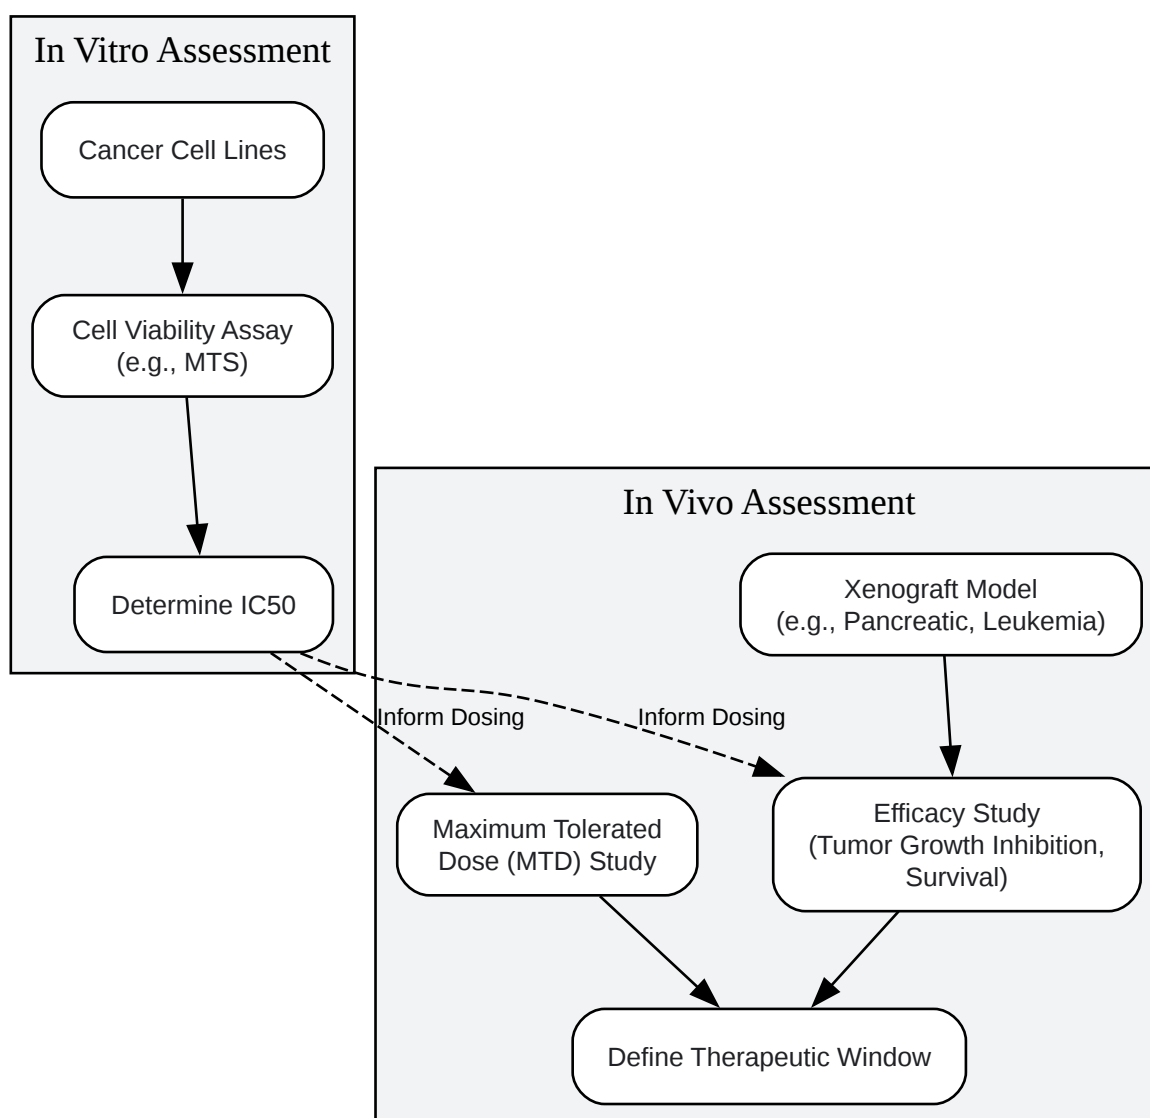 In Vitro Assessment
Cancer Cell Lines
Cell Viability Assay
(e.g., MTS)
Determine IC50
In Vivo Assessment
Xenograft Model
(e.g., Pancreatic, Leukemia)
Inform Dosing
Inform Dosing
Maximum Tolerated
Dose (MTD) Study
Efficacy Study
(Tumor Growth Inhibition,
Survival)
Define Therapeutic Window